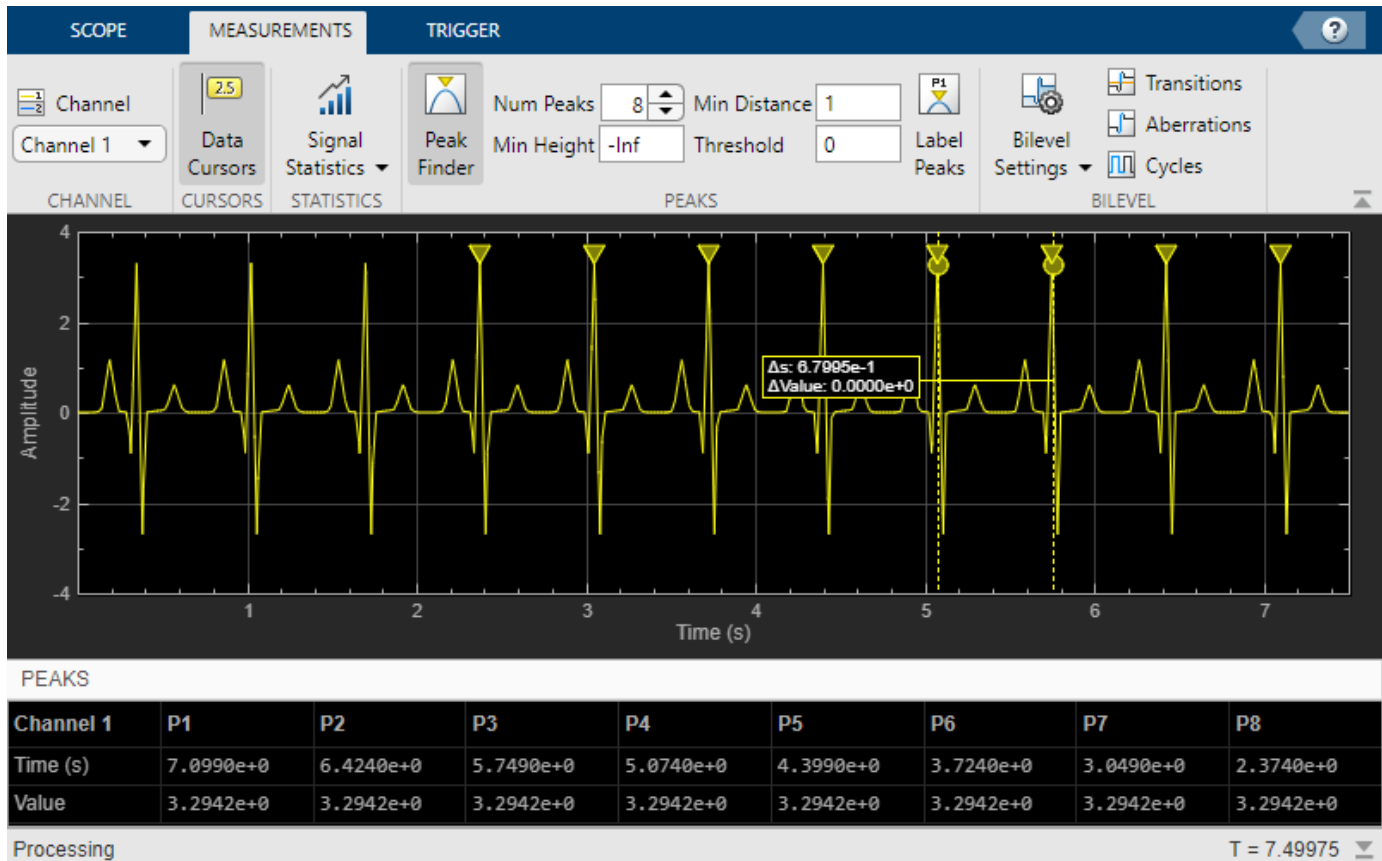 SCOPE MEASUREMENTS TRIGGER ?
1 2 Channel
Channel 1
2.5
Data Cursors
Signal Statistics
Peak Finder
Num Peaks 8 Min Distance 1
Min Height -Inf Threshold 0
P1
Label Peaks
Bilevel Settings
Transitions
Aberrations
Cycles
CHANNEL CURSORS STATISTICS PEAKS BILEVEL
4
2
0
-2
-4
Amplitude
Δs: 6.7995e-1
ΔValue: 0.0000e+0
1 2 3 4 5 6 7
Time (s)
PEAKS
Channel 1 P1 P2 P3 P4 P5 P6 P7 P8
Time (s) 7.0990e+0 6.4240e+0 5.7490e+0 5.0740e+0 4.3990e+0 3.7240e+0 3.0490e+0 2.3740e+0
Value 3.2942e+0 3.2942e+0 3.2942e+0 3.2942e+0 3.2942e+0 3.2942e+0 3.2942e+0 3.2942e+0
Processing T = 7.49975